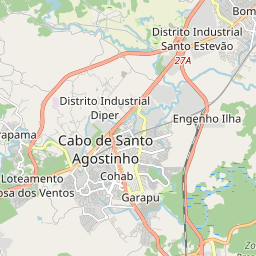 Bom
Distrito Industrial
Santo Estevão
27A
Distrito Industrial
Diper
Engenho Ilha
rapama
Cabo de Santo
Agostinho
Loteamento
osa dos Ventos
Cohab
Garapu
Zo